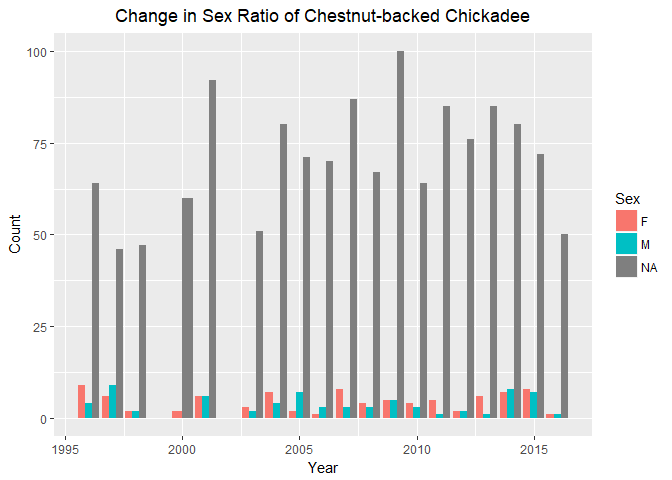 Change in Sex Ratio of Chestnut-backed Chickadee
100
75
50
25
0
Count
1995 2000 2005 2010 2015
Year
Sex
F
M
NA